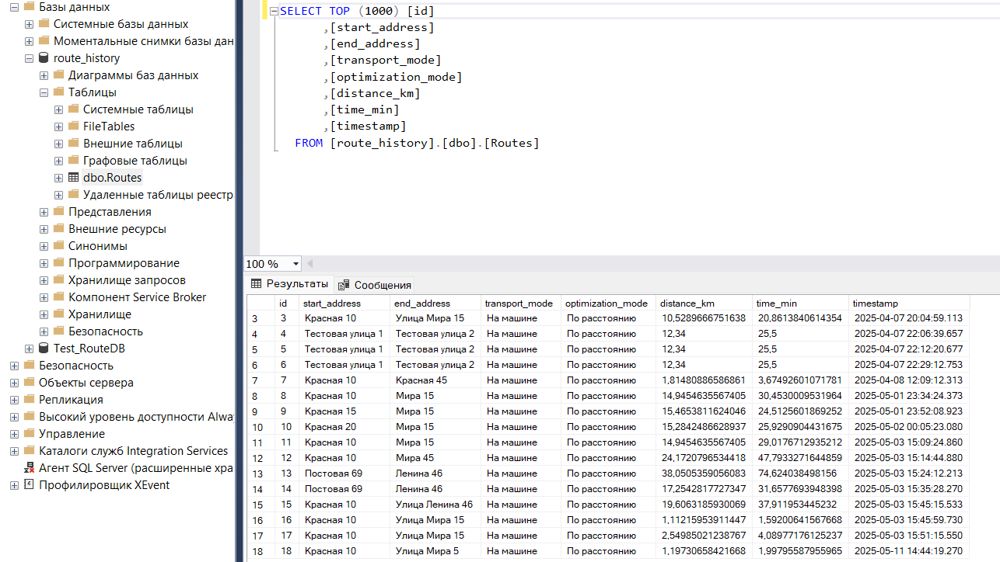 Базы данных
Системные базы данных
Моментальные снимки базы дан
route_history
Диаграммы баз данных
Таблицы
Системные таблицы
FileTables
Внешние таблицы
Графовые таблицы
dbo.Routes
Удаленные таблицы реестр
Представления
Внешние ресурсы
Синонимы
Программирование
Хранилище запросов
Компонент Service Broker
Хранилище
Безопасность
Test_RouteDB
Безопасность
Объекты сервера
Репликация
Высокий уровень доступности Alwa
Управление
Каталоги служб Integration Services
Агент SQL Server (расширенные хра
Профилировщик XEvent
SELECT TOP (1000) [id]
,[start_address]
,[end_address]
,[transport_mode]
,[optimization_mode]
,[distance_km]
,[time_min]
,[timestamp]
FROM [route_history].[dbo].[Routes]
100 %
Результаты Сообщения
id start_address end_address transport_mode optimization_mode distance_km time_min timestamp
3 3 Красная 10 Улица Мира 15 На машине По расстоянию 10,5289666751638 20,8613840614354 2025-04-07 20:04:59.113
4 4 Тестовая улица 1 Тестовая улица 2 На машине По расстоянию 12,34 25,5 2025-04-07 22:06:39.657
5 5 Тестовая улица 1 Тестовая улица 2 На машине По расстоянию 12,34 25,5 2025-04-07 22:12:20.677
6 6 Тестовая улица 1 Тестовая улица 2 На машине По расстоянию 12,34 25,5 2025-04-07 22:29:12.753
7 7 Красная 10 Красная 45 На машине По расстоянию 1,81480886586861 3,67492601071781 2025-04-08 12:09:12.313
8 8 Красная 10 Мира 15 На машине По расстоянию 14,9454635567405 30,4530009531964 2025-05-01 23:34:24.373
9 9 Красная 15 Мира 15 На машине По расстоянию 15,4653811624046 24,5125601869252 2025-05-01 23:52:08.923
10 10 Красная 20 Мира 15 На машине По расстоянию 15,2842486628937 25,9290904431675 2025-05-02 00:05:23.080
11 11 Красная 10 Мира 15 На машине По расстоянию 14,9454635567405 29,0176712935212 2025-05-03 15:09:24.860
12 12 Красная 10 Мира 45 На машине По расстоянию 24,1720796534418 47,7933271644859 2025-05-03 15:14:44.880
13 13 Постовая 69 Ленина 46 На машине По расстоянию 38,0505359056083 74,624038498156 2025-05-03 15:24:12.213
14 14 Постовая 69 Ленина 46 На машине По расстоянию 17,2542817727347 31,6577693948398 2025-05-03 15:35:28.270
15 15 Красная 10 Улица Ленина 46 На машине По расстоянию 19,6063185930069 37,911953445232 2025-05-03 15:45:15.533
16 16 Красная 10 Улица Мира 15 На машине По расстоянию 1,11215953911447 1,59200641567668 2025-05-03 15:45:59.730
17 17 Красная 10 Улица Мира 15 На машине По расстоянию 2,54985021238767 4,08977176125237 2025-05-03 15:51:15.550
18 18 Красная 10 Улица Мира 5 На машине По расстоянию 1,19730658421668 1,99795587955965 2025-05-11 14:44:19.270